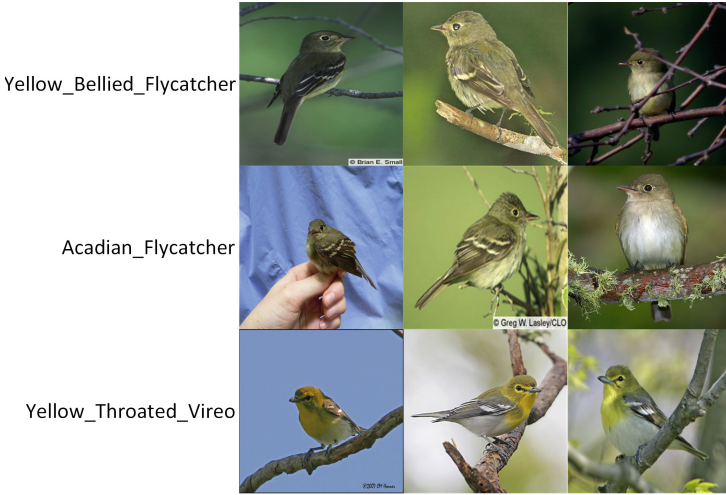 Yellow_Bellied_Flycatcher
© Brian E. Small
Acadian_Flycatcher
© Greg W. Lasley/CLO
Yellow_Throated_Vireo